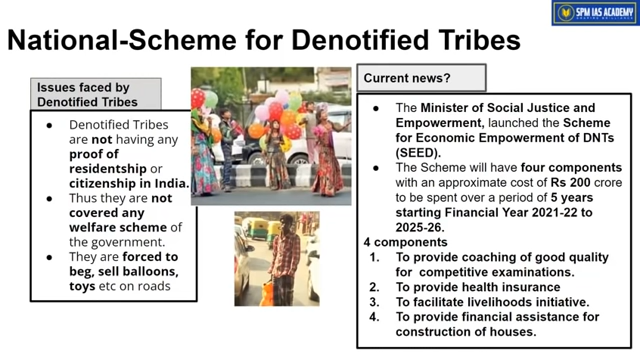 SPM IAS ACADEMY
National-Scheme for Denotified Tribes
Issues faced by
Denotified Tribes
● Denotified Tribes
are not having any
proof of
residentship or
citizenship in India.
● Thus they are not
covered any
welfare scheme of
the government.
● They are forced to
beg, sell balloons,
toys etc on roads
Current news?
● The Minister of Social Justice and
Empowerment, launched the Scheme
for Economic Empowerment of DNTs
(SEED).
● The Scheme will have four components
with an approximate cost of Rs 200 crore
to be spent over a period of 5 years
starting Financial Year 2021-22 to
2025-26.
4 components
1. To provide coaching of good quality
for competitive examinations.
2. To provide health insurance
3. To facilitate livelihoods initiative.
4. To provide financial assistance for
construction of houses.